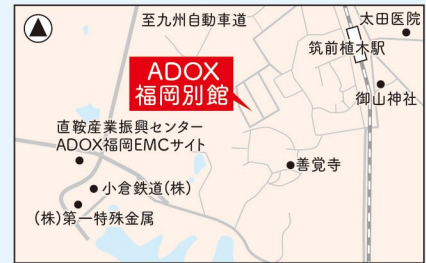 至九州自動車道
太田医院
筑前植木駅
ADOX
福岡別館
御山神社
直鞍産業振興センター
ADOX福岡EMCサイト
善覚寺
小倉鉄道(株)
(株)第一特殊金属